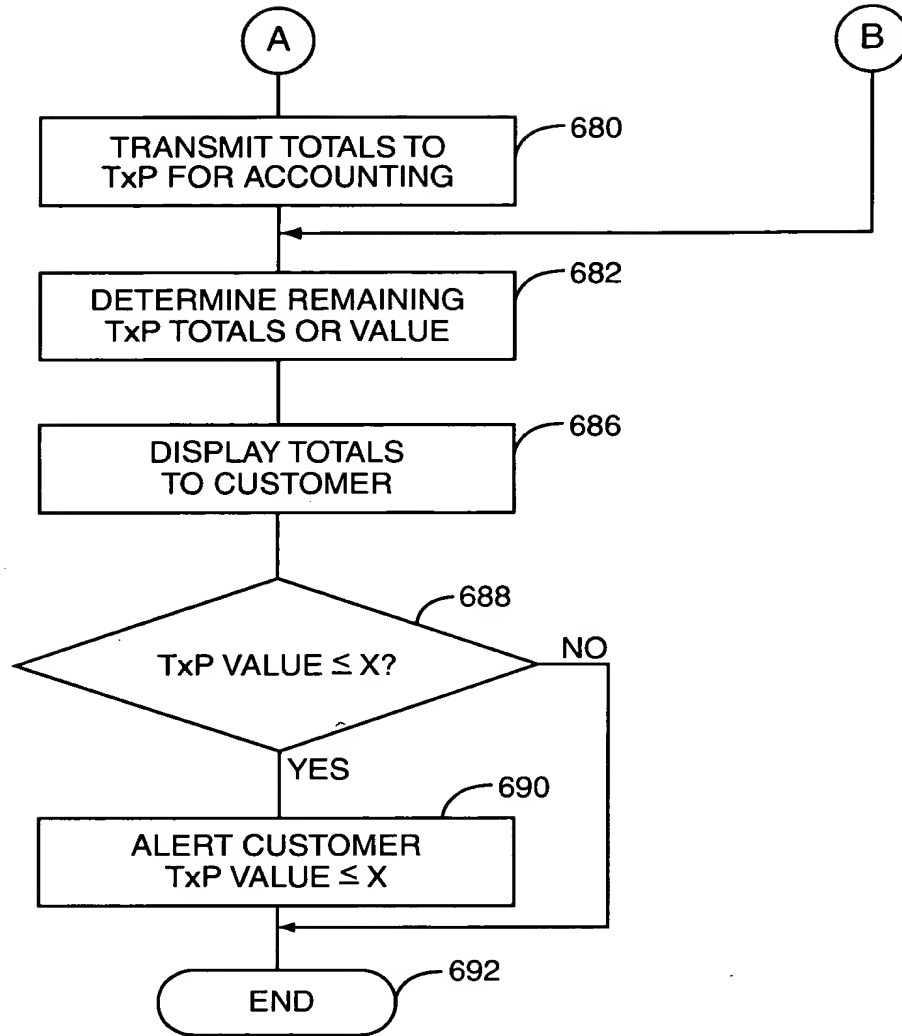 A
B
TRANSMIT TOTALS TO
TxP FOR ACCOUNTING
680
DETERMINE REMAINING
TxP TOTALS OR VALUE
682
DISPLAY TOTALS
TO CUSTOMER
686
TxP VALUE ≤ X?
688
NO
YES
ALERT CUSTOMER
TxP VALUE ≤ X
690
END
692